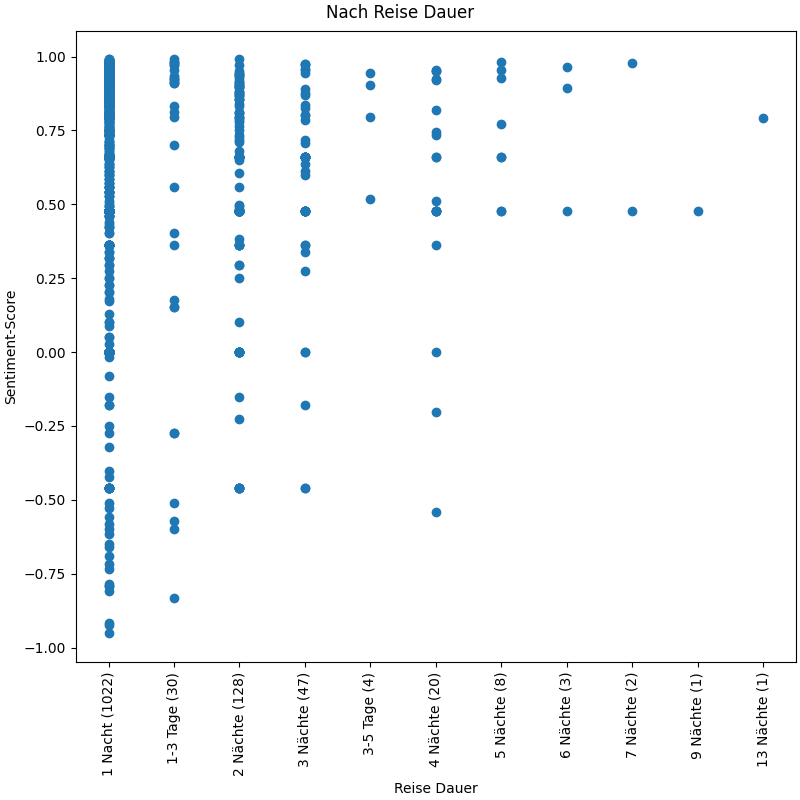 Nach Reise Dauer
Sentiment-Score
1.00
0.75
0.50
0.25
0.00
−0.25
−0.50
−0.75
−1.00
1 Nacht (1022)
1-3 Tage (30)
2 Nächte (128)
3 Nächte (47)
3-5 Tage (4)
4 Nächte (20)
5 Nächte (8)
6 Nächte (3)
7 Nächte (2)
9 Nächte (1)
13 Nächte (1)
Reise Dauer